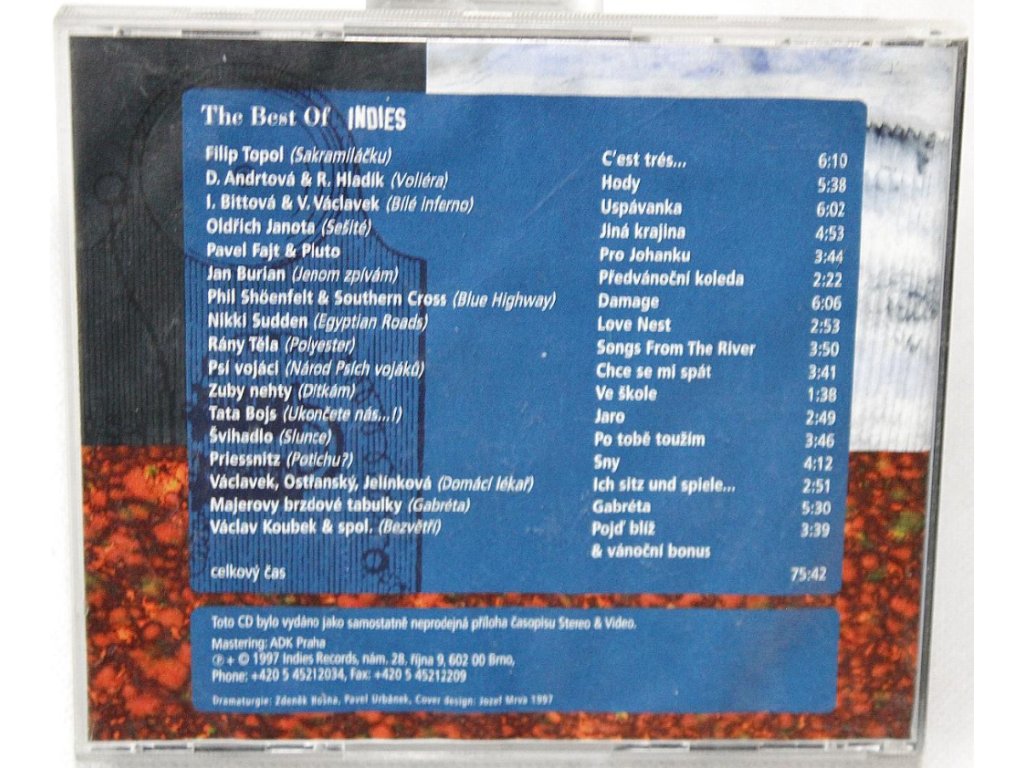 The Best Of INDIES
Filip Topol (Sakramiláčku) C'est trés... 6:10
D. Andrtová & R. Hladík (Voliéra) Hody 5:38
I. Bittová & V. Václavek (Bílé inferno) Uspávanka 6:02
Oldřich Janota (Sešité) Jiná krajina 4:53
Pavel Fajt & Pluto Pro Johanku 3:44
Jan Burian (Jenom zpívám) Předvánoční koleda 2:22
Phil Shöenfelt & Southern Cross (Blue Highway) Damage 6:06
Nikki Sudden (Egyptian Roads) Love Nest 2:53
Rány Těla (Polyester) Songs From The River 3:50
Psí vojáci (Národ Psích vojáků) Chce se mi spát 3:41
Zuby nehty (Dítkám) Ve škole 1:38
Tata Bojs (Ukončete nás...!) Jaro 2:49
Švihadlo (Slunce) Po tobě toužím 3:46
Priessnitz (Potichu?) Sny 4:12
Václavek, Ostřanský, Jelínková (Domácí lékař) Ich sitz und spiele... 2:51
Majerovy brzdové tabulky (Gabréta) Gabréta 5:30
Václav Koubek & spol. (Bezvětří) Pojď blíž 3:39
& vánoční bonus
celkový čas 75:42
Toto CD bylo vydáno jako samostatně neprodejná příloha časopisu Stereo & Video.
Mastering: ADK Praha
℗ + © 1997 Indies Records, nám. 28. října 9, 602 00 Brno,
Phone: +420 5 45212034, Fax: +420 5 45212209
Dramaturgie: Zdeněk Nošna, Pavel Urbánek, Cover design: Jozef Mrva 1997